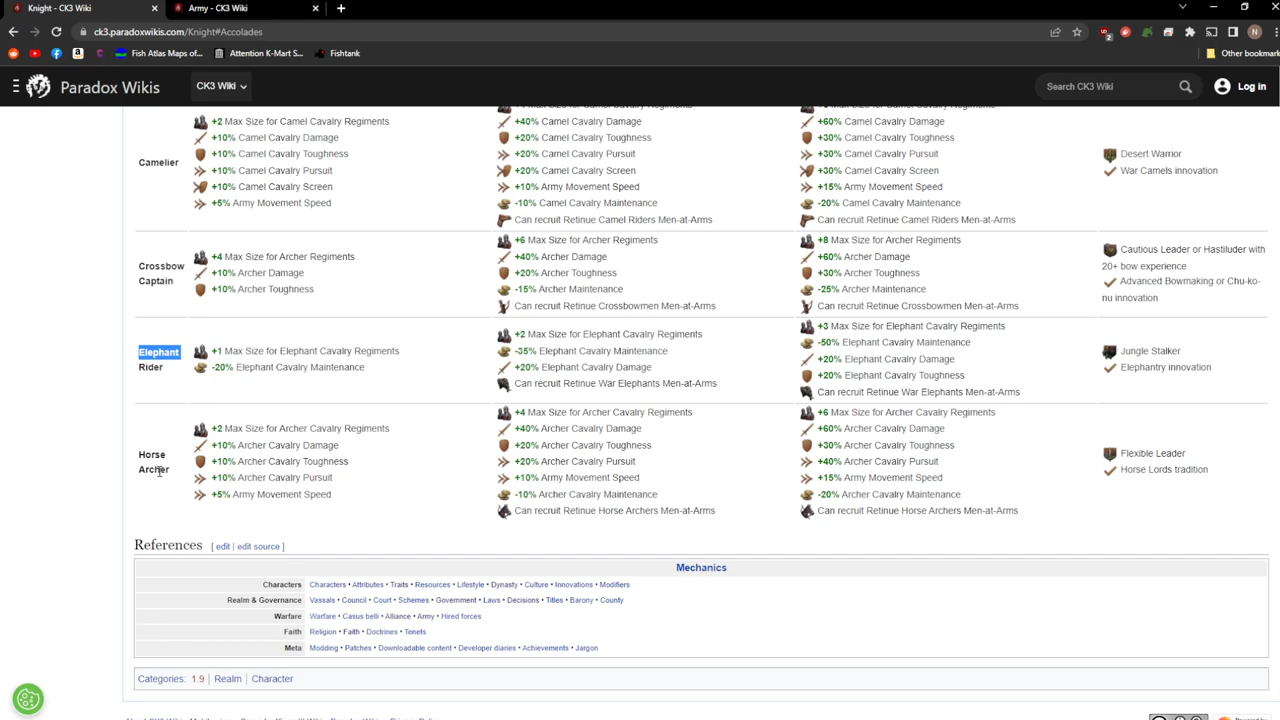 Knight - CK3 Wiki
Army - CK3 Wiki
ck3.paradoxwikis.com/Knight#Accolades
Fish Atlas Maps of...
Attention K-Mart S...
Fishtank
Other bookmark
Paradox Wikis
CK3 Wiki
Search CK3 Wiki
Log in
Camelier
+2 Max Size for Camel Cavalry Regiments
+10% Camel Cavalry Damage
+10% Camel Cavalry Toughness
+10% Camel Cavalry Pursuit
+10% Camel Cavalry Screen
+5% Army Movement Speed
+40% Camel Cavalry Damage
+20% Camel Cavalry Toughness
+20% Camel Cavalry Pursuit
+20% Camel Cavalry Screen
+10% Army Movement Speed
-10% Camel Cavalry Maintenance
Can recruit Retinue Camel Riders Men-at-Arms
+60% Camel Cavalry Damage
+30% Camel Cavalry Toughness
+30% Camel Cavalry Pursuit
+30% Camel Cavalry Screen
+15% Army Movement Speed
-20% Camel Cavalry Maintenance
Can recruit Retinue Camel Riders Men-at-Arms
Desert Warrior
War Camels innovation
Crossbow
Captain
+4 Max Size for Archer Regiments
+10% Archer Damage
+10% Archer Toughness
+6 Max Size for Archer Regiments
+40% Archer Damage
+20% Archer Toughness
-15% Archer Maintenance
Can recruit Retinue Crossbowmen Men-at-Arms
+8 Max Size for Archer Regiments
+60% Archer Damage
+30% Archer Toughness
-25% Archer Maintenance
Can recruit Retinue Crossbowmen Men-at-Arms
Cautious Leader or Hastiluder with
20+ bow experience
Advanced Bowmaking or Chu-ko-
nu innovation
Elephant
Rider
+1 Max Size for Elephant Cavalry Regiments
-20% Elephant Cavalry Maintenance
+2 Max Size for Elephant Cavalry Regiments
-35% Elephant Cavalry Maintenance
+20% Elephant Cavalry Damage
Can recruit Retinue War Elephants Men-at-Arms
+3 Max Size for Elephant Cavalry Regiments
-50% Elephant Cavalry Maintenance
+20% Elephant Cavalry Damage
+20% Elephant Cavalry Toughness
Can recruit Retinue War Elephants Men-at-Arms
Jungle Stalker
Elephantry innovation
Horse
Archer
+2 Max Size for Archer Cavalry Regiments
+10% Archer Cavalry Damage
+10% Archer Cavalry Toughness
+10% Archer Cavalry Pursuit
+5% Army Movement Speed
+4 Max Size for Archer Cavalry Regiments
+40% Archer Cavalry Damage
+20% Archer Cavalry Toughness
+20% Archer Cavalry Pursuit
+10% Army Movement Speed
-10% Archer Cavalry Maintenance
Can recruit Retinue Horse Archers Men-at-Arms
+6 Max Size for Archer Cavalry Regiments
+60% Archer Cavalry Damage
+30% Archer Cavalry Toughness
+40% Archer Cavalry Pursuit
+15% Army Movement Speed
-20% Archer Cavalry Maintenance
Can recruit Retinue Horse Archers Men-at-Arms
Flexible Leader
Horse Lords tradition
References [ edit | edit source ]
Mechanics
Characters Characters • Attributes • Traits • Resources • Lifestyle • Dynasty • Culture • Innovations • Modifiers
Realm & Governance Vassals • Council • Court • Schemes • Government • Laws • Decisions • Titles • Barony • County
Warfare Warfare • Casus belli • Alliance • Army • Hired forces
Faith Religion • Faith • Doctrines • Tenets
Meta Modding • Patches • Downloadable content • Developer diaries • Achievements • Jargon
Categories: 1.9 | Realm | Character